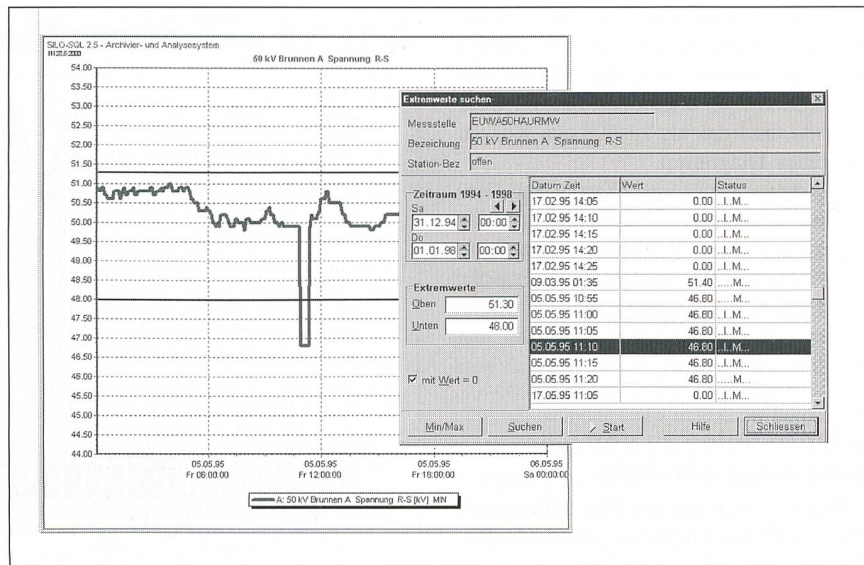 SILO-SQL 2.5 - Archivier- und Analysesystem
50 kV Brunnen A Spannung R-S
54.00
53.50
53.00
52.50
52.00
51.50
51.00
50.50
50.00
49.50
49.00
48.50
48.00
47.50
47.00
46.50
46.00
45.50
45.00
44.50
44.00
05.05.95
Fr 06:00:00
05.05.95
Fr 12:00:00
05.05.95
Fr 18:00:00
06.05.95
Sa 00:00:00
A: 50 kV Brunnen A Spannung R-S [kV] MN
Extremwerte suchen
Messstelle EUWA50HAURMW
Bezeichung 50 kV Brunnen A Spannung R-S
Station-Bez offen
Zeitraum 1994 - 1998
Sa
31.12.94 00:00
Do
01.01.98 00:00
Extremwerte
Oben 51.30
Unten 48.00
mit Wert = 0
Datum Zeit Wert Status
17.02.95 14:05 0.00 ..I..M...
17.02.95 14:10 0.00 ..I..M...
17.02.95 14:15 0.00 ..I..M...
17.02.95 14:20 0.00 ..I..M...
17.02.95 14:25 0.00 ..I..M...
09.03.95 01:35 51.40 .....M...
05.05.95 10:55 46.80 .....M...
05.05.95 11:00 46.80 ..I..M...
05.05.95 11:05 46.80 ..I..M...
05.05.95 11:10 46.80 ..I..M...
05.05.95 11:15 46.80 ..I..M...
05.05.95 11:20 46.80 .....M...
17.05.95 11:05 0.00 ..I..M...
Min/Max Suchen Start Hilfe Schliessen